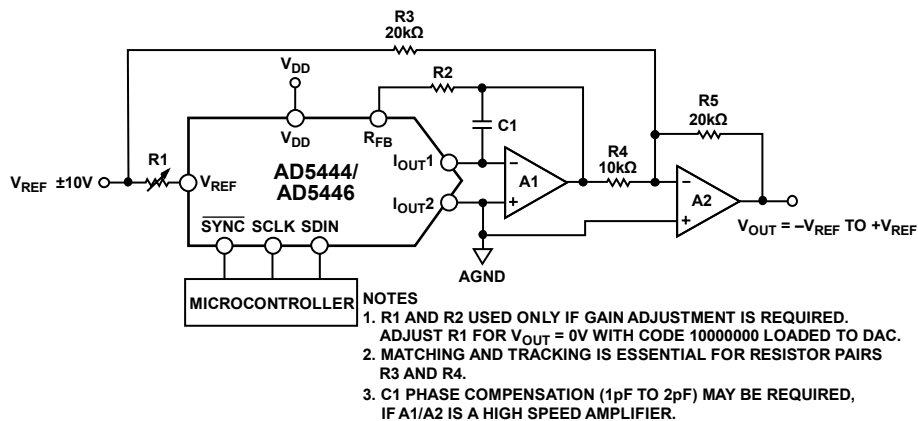 R3
20kΩ
VDD
R2
R5
20kΩ
VDD
RFB
C1
R1
IOUT1
R4
10kΩ
VREF ±10V
VREF
AD5444/
AD5446
–
A1
+
–
A2
+
IOUT2
SYNC SCLK SDIN
VOUT = –VREF TO +VREF
AGND
MICROCONTROLLER
NOTES
1. R1 AND R2 USED ONLY IF GAIN ADJUSTMENT IS REQUIRED.
ADJUST R1 FOR VOUT = 0V WITH CODE 10000000 LOADED TO DAC.
2. MATCHING AND TRACKING IS ESSENTIAL FOR RESISTOR PAIRS
R3 AND R4.
3. C1 PHASE COMPENSATION (1pF TO 2pF) MAY BE REQUIRED,
IF A1/A2 IS A HIGH SPEED AMPLIFIER.